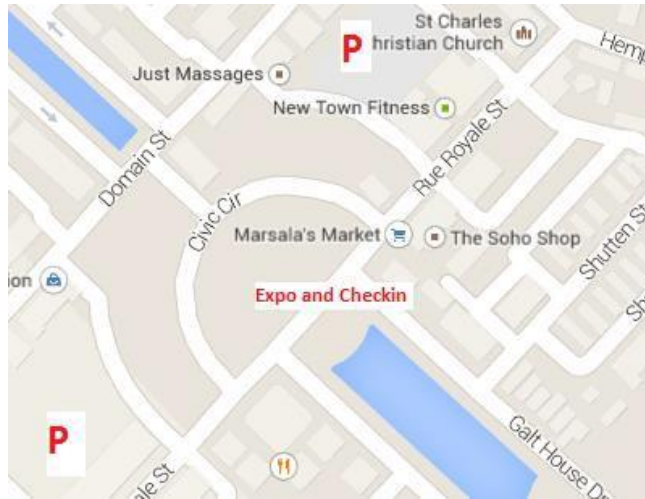 P
St Charles
hristian Church
Hemp
Just Massages
New Town Fitness
Rue Royale St
Domain St
Civic Cir
Marsala's Market
The Soho Shop
Shutten St
ion
Expo and Checkin
Sh
Galt House Dr
P
ale St